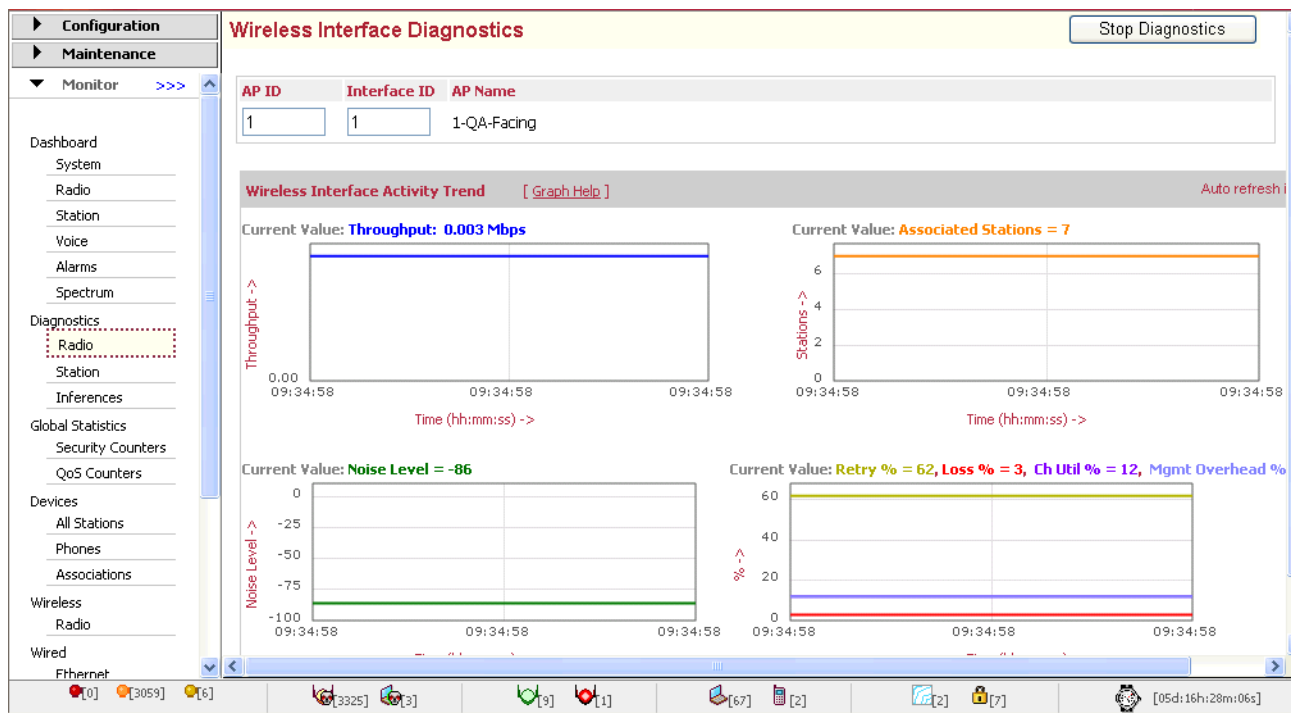 Configuration
Maintenance
Monitor >>>
Dashboard
System
Radio
Station
Voice
Alarms
Spectrum
Diagnostics
Radio
Station
Inferences
Global Statistics
Security Counters
QoS Counters
Devices
All Stations
Phones
Associations
Wireless
Radio
Wired
Ethernet
Wireless Interface Diagnostics
Stop Diagnostics
AP ID Interface ID AP Name
1 1 1-QA-Facing
Wireless Interface Activity Trend [ Graph Help ] Auto refresh i
Current Value: Throughput: 0.003 Mbps
Throughput ->
0.00
09:34:58 09:34:58 09:34:58
Time (hh:mm:ss) ->
Current Value: Associated Stations = 7
Stations ->
6
4
2
0
09:34:58 09:34:58 09:34:58
Time (hh:mm:ss) ->
Current Value: Noise Level = -86
Noise Level ->
0
-25
-50
-75
-100
09:34:58 09:34:58 09:34:58
Current Value: Retry % = 62, Loss % = 3, Ch Util % = 12, Mgmt Overhead %
% ->
60
40
20
0
09:34:58 09:34:58 09:34:58
[0] [3059] [6] [3325] [3] [9] [1] [67] [2] [2] [7] [05d:16h:28m:06s]